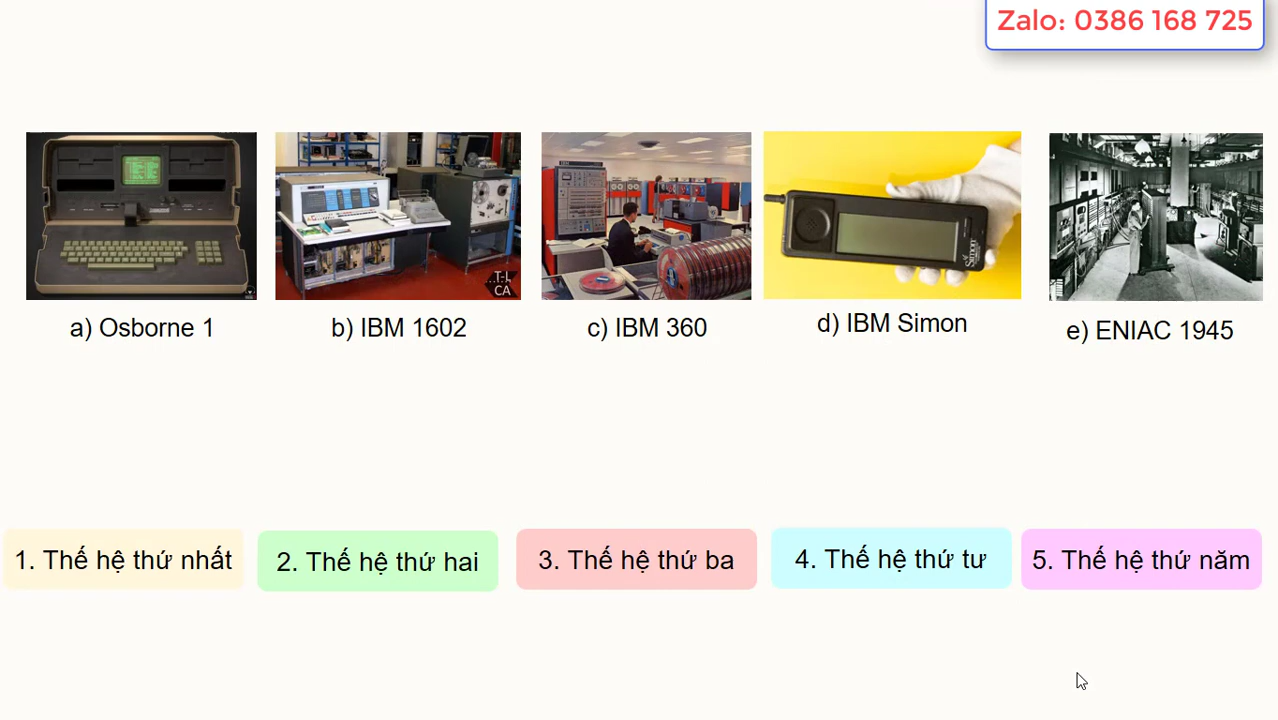 Zalo: 0386 168 725
Simon
T-L
CA
a) Osborne 1
b) IBM 1602
c) IBM 360
d) IBM Simon
e) ENIAC 1945
1. Thế hệ thứ nhất
2. Thế hệ thứ hai
3. Thế hệ thứ ba
4. Thế hệ thứ tư
5. Thế hệ thứ năm